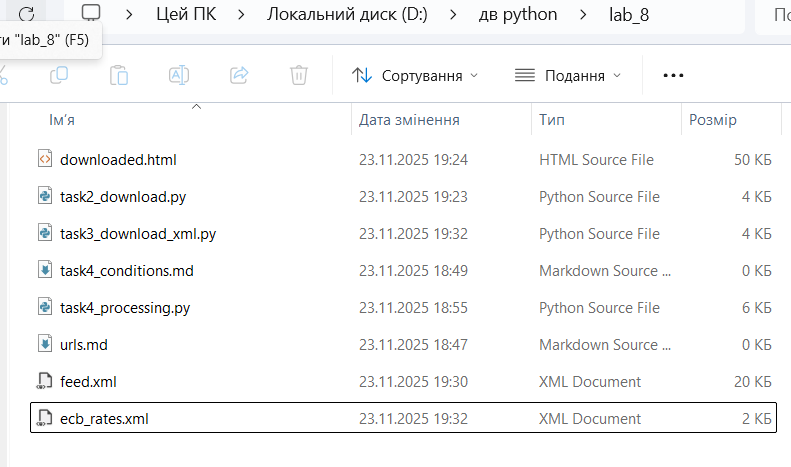 Цей ПК > Локальний диск (D:) > дв python > lab_8
ти "lab_8" (F5)
Сортування Подання
Ім’я Дата змінення Тип Розмір
downloaded.html 23.11.2025 19:24 HTML Source File 50 КБ
task2_download.py 23.11.2025 19:23 Python Source File 4 КБ
task3_download_xml.py 23.11.2025 19:32 Python Source File 4 КБ
task4_conditions.md 23.11.2025 18:49 Markdown Source ... 0 КБ
task4_processing.py 23.11.2025 18:55 Python Source File 6 КБ
urls.md 23.11.2025 18:47 Markdown Source ... 0 КБ
feed.xml 23.11.2025 19:30 XML Document 20 КБ
ecb_rates.xml 23.11.2025 19:32 XML Document 2 КБ